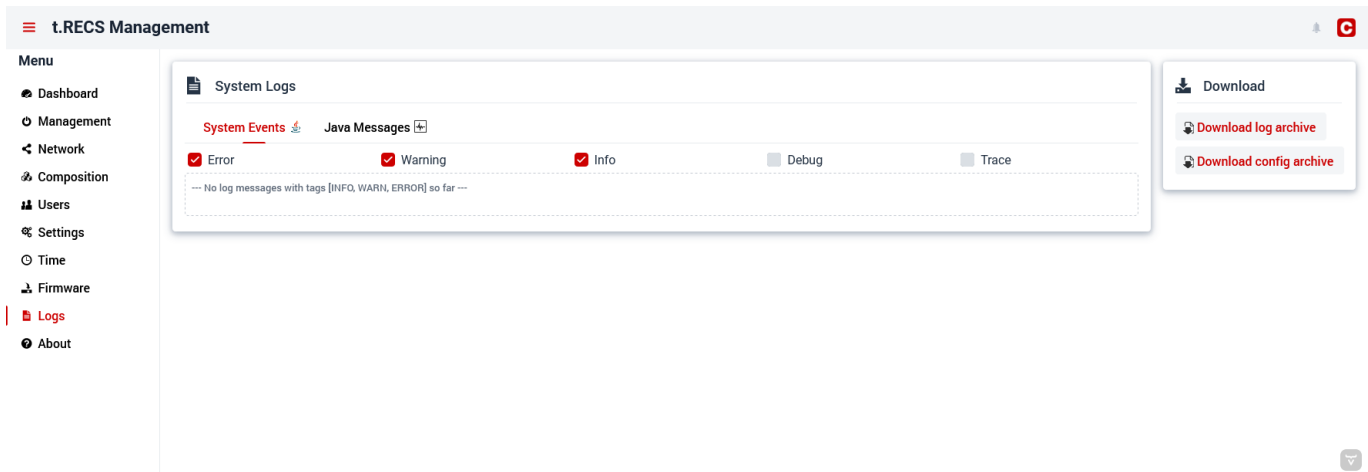 t.RECS Management
C
Menu
Dashboard
Management
Network
Composition
Users
Settings
Time
Firmware
Logs
About
System Logs
System Events Java Messages
Error Warning Info Debug Trace
--- No log messages with tags [INFO, WARN, ERROR] so far ---
Download
Download log archive
Download config archive